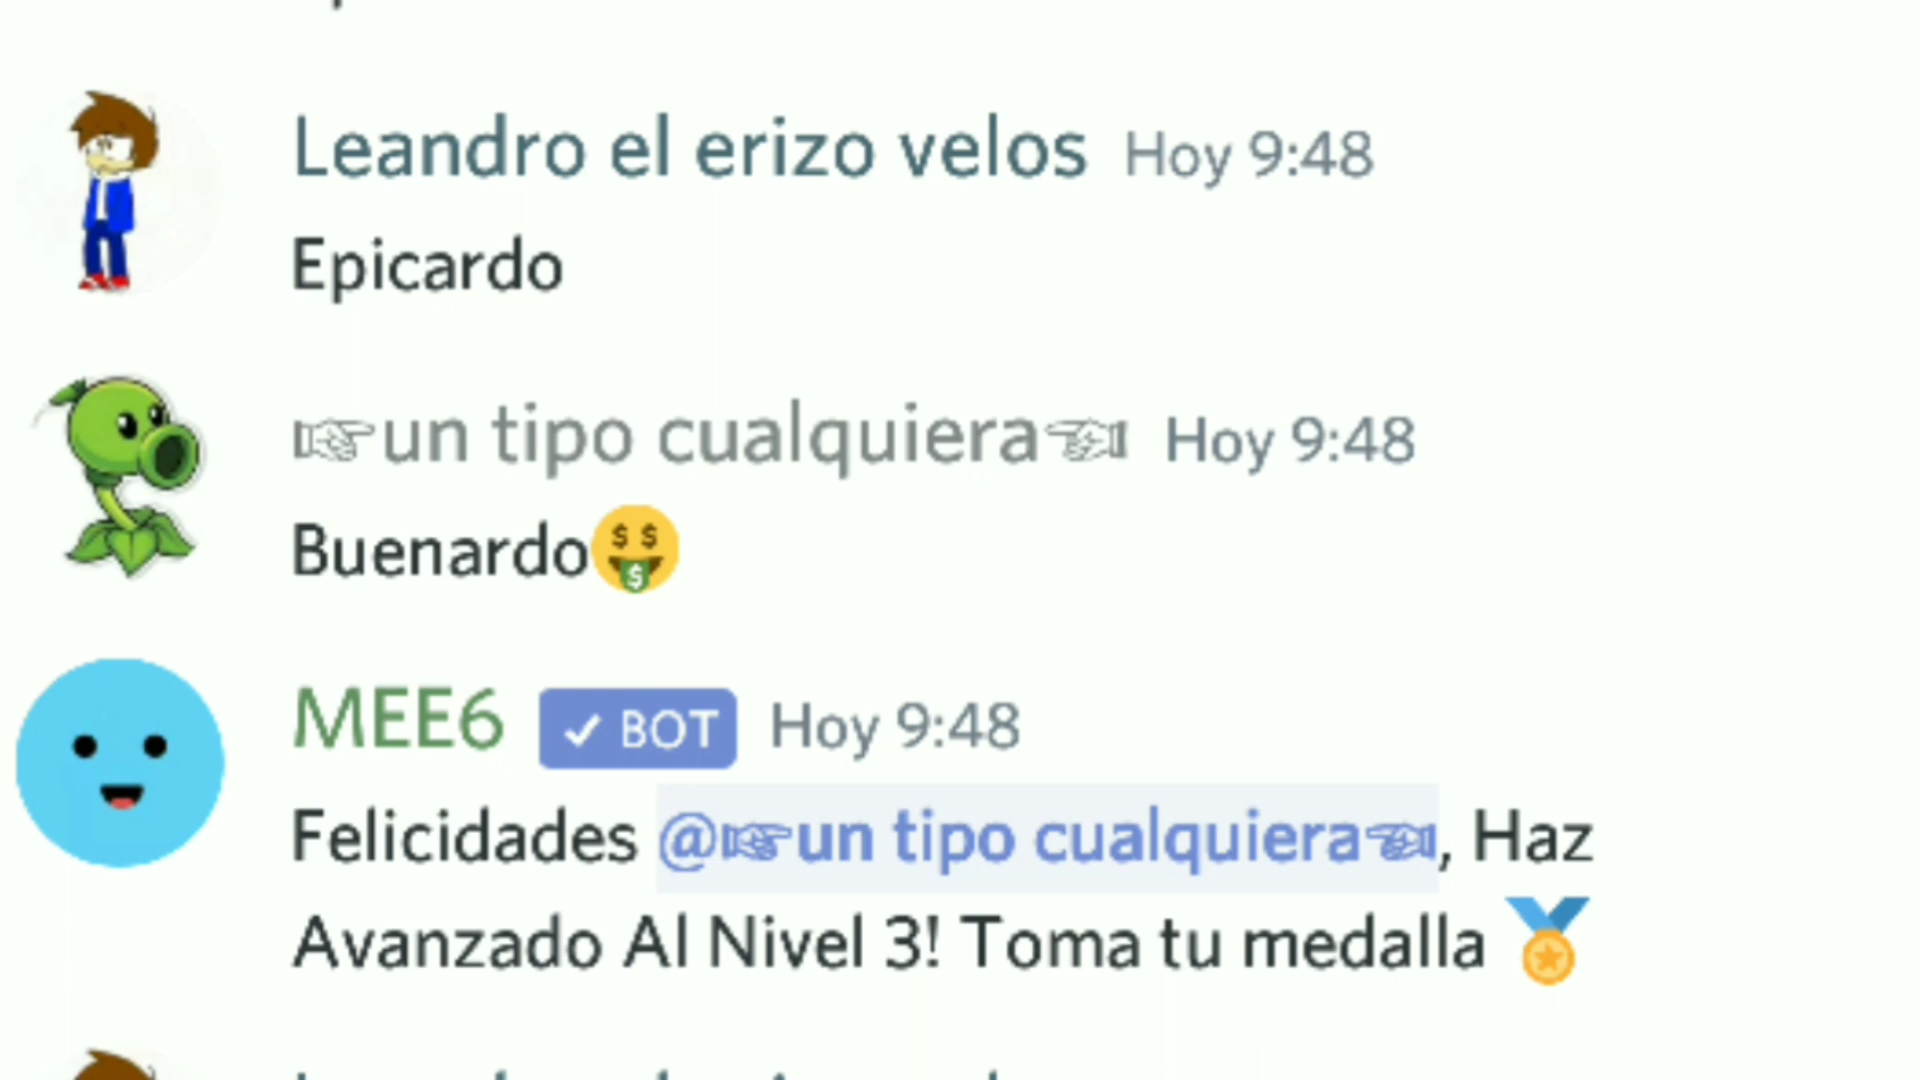 Leandro el erizo velos Hoy 9:48
Epicardo
☞un tipo cualquiera☜ Hoy 9:48
Buenardo🤑
MEE6 ✓ BOT Hoy 9:48
Felicidades @☞un tipo cualquiera☜, Haz
Avanzado Al Nivel 3! Toma tu medalla 🏅